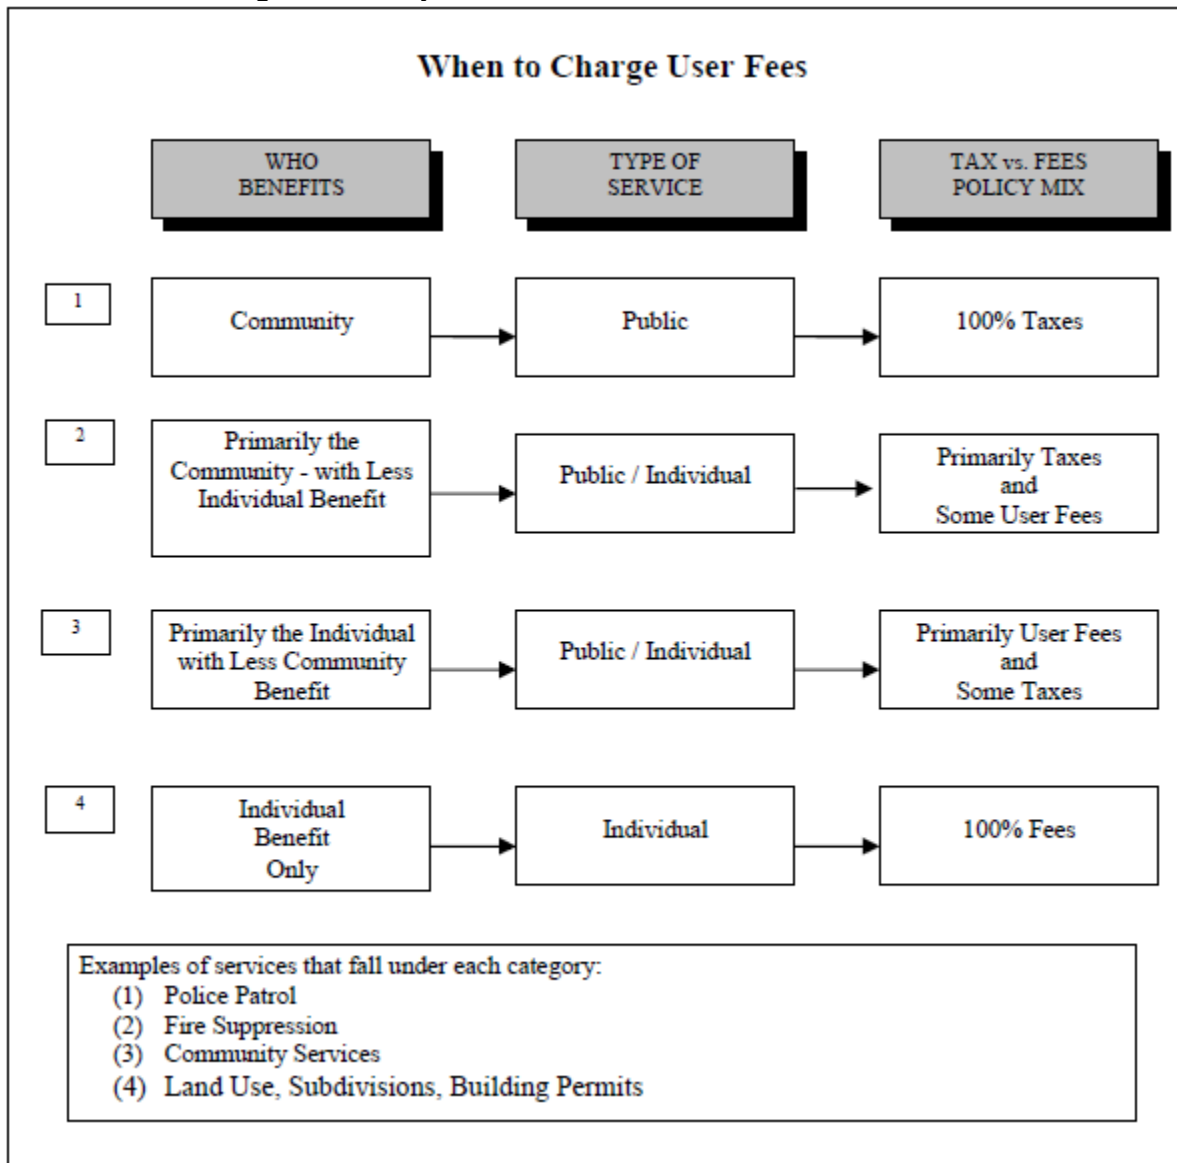 When to Charge User Fees
WHO
BENEFITS
TYPE OF
SERVICE
TAX vs. FEES
POLICY MIX
1
Community
Public
100% Taxes
2
Primarily the
Community - with Less
Individual Benefit
Public / Individual
Primarily Taxes
and
Some User Fees
3
Primarily the Individual
with Less Community
Benefit
Public / Individual
Primarily User Fees
and
Some Taxes
4
Individual
Benefit
Only
Individual
100% Fees
Examples of services that fall under each category:
(1) Police Patrol
(2) Fire Suppression
(3) Community Services
(4) Land Use, Subdivisions, Building Permits